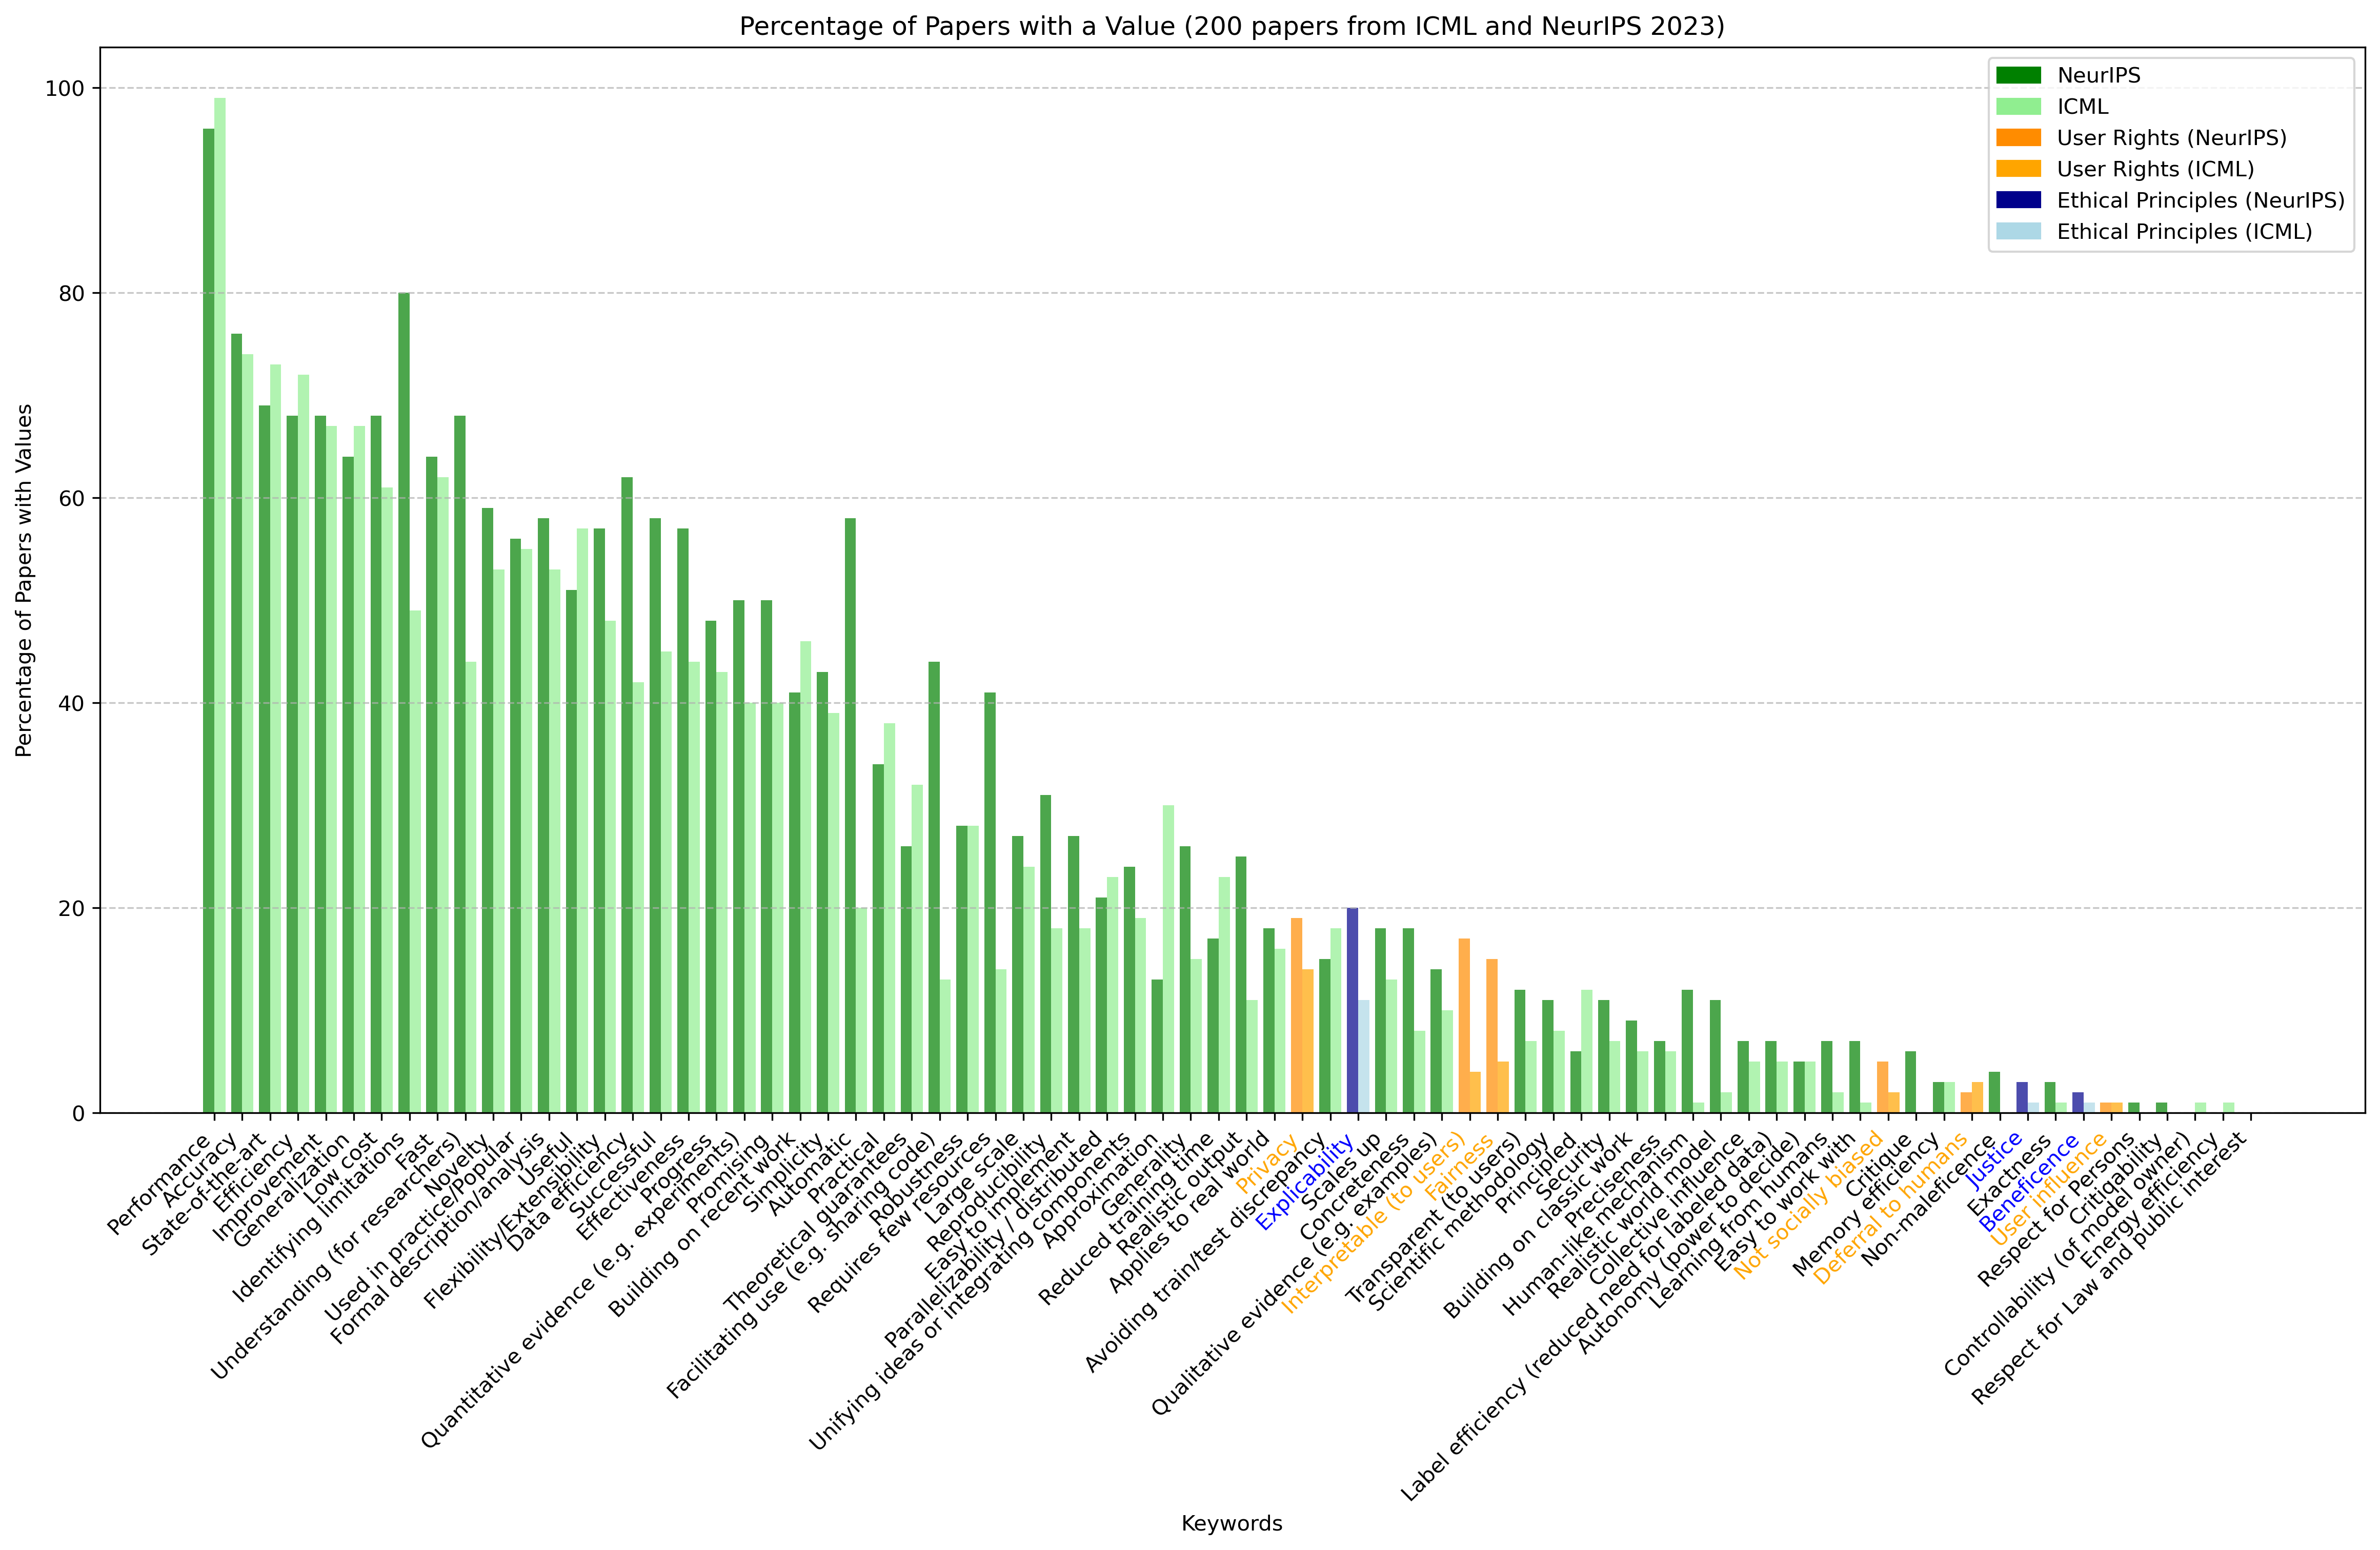 Percentage of Papers with a Value (200 papers from ICML and NeurIPS 2023)
Percentage of Papers with Values
100
80
60
40
20
0
NeurIPS
ICML
User Rights (NeurIPS)
User Rights (ICML)
Ethical Principles (NeurIPS)
Ethical Principles (ICML)
Performance
Accuracy
State-of-the-art
Efficiency
Improvement
Generalization
Low cost
Identifying limitations
Fast
Understanding (for researchers)
Novelty
Used in practice/Popular
Formal description/analysis
Useful
Flexibility/Extensibility
Data efficiency
Successful
Effectiveness
Progress
Quantitative evidence (e.g. experiments)
Promising
Building on recent work
Simplicity
Automatic
Practical
Theoretical guarantees
Facilitating use (e.g. sharing code)
Robustness
Requires few resources
Large scale
Reproducibility
Easy to implement
Parallelizability / distributed
Unifying ideas or integrating components
Approximation
Generality
Reduced training time
Realistic output
Applies to real world
Privacy
Avoiding train/test discrepancy
Explicability
Scales up
Concreteness
Qualitative evidence (e.g. examples)
Interpretable (to users)
Fairness
Transparent (to users)
Scientific methodology
Principled
Security
Building on classic work
Preciseness
Human-like mechanism
Realistic world model
Collective influence
Label efficiency (reduced need for labeled data)
Autonomy (power to decide)
Learning from humans
Easy to work with
Not socially biased
Critique
Memory efficiency
Deferral to humans
Non-maleficence
Justice
Exactness
Beneficence
User influence
Respect for Persons
Critiqability
Controllability (of model owner)
Energy efficiency
Respect for Law and public interest
Keywords